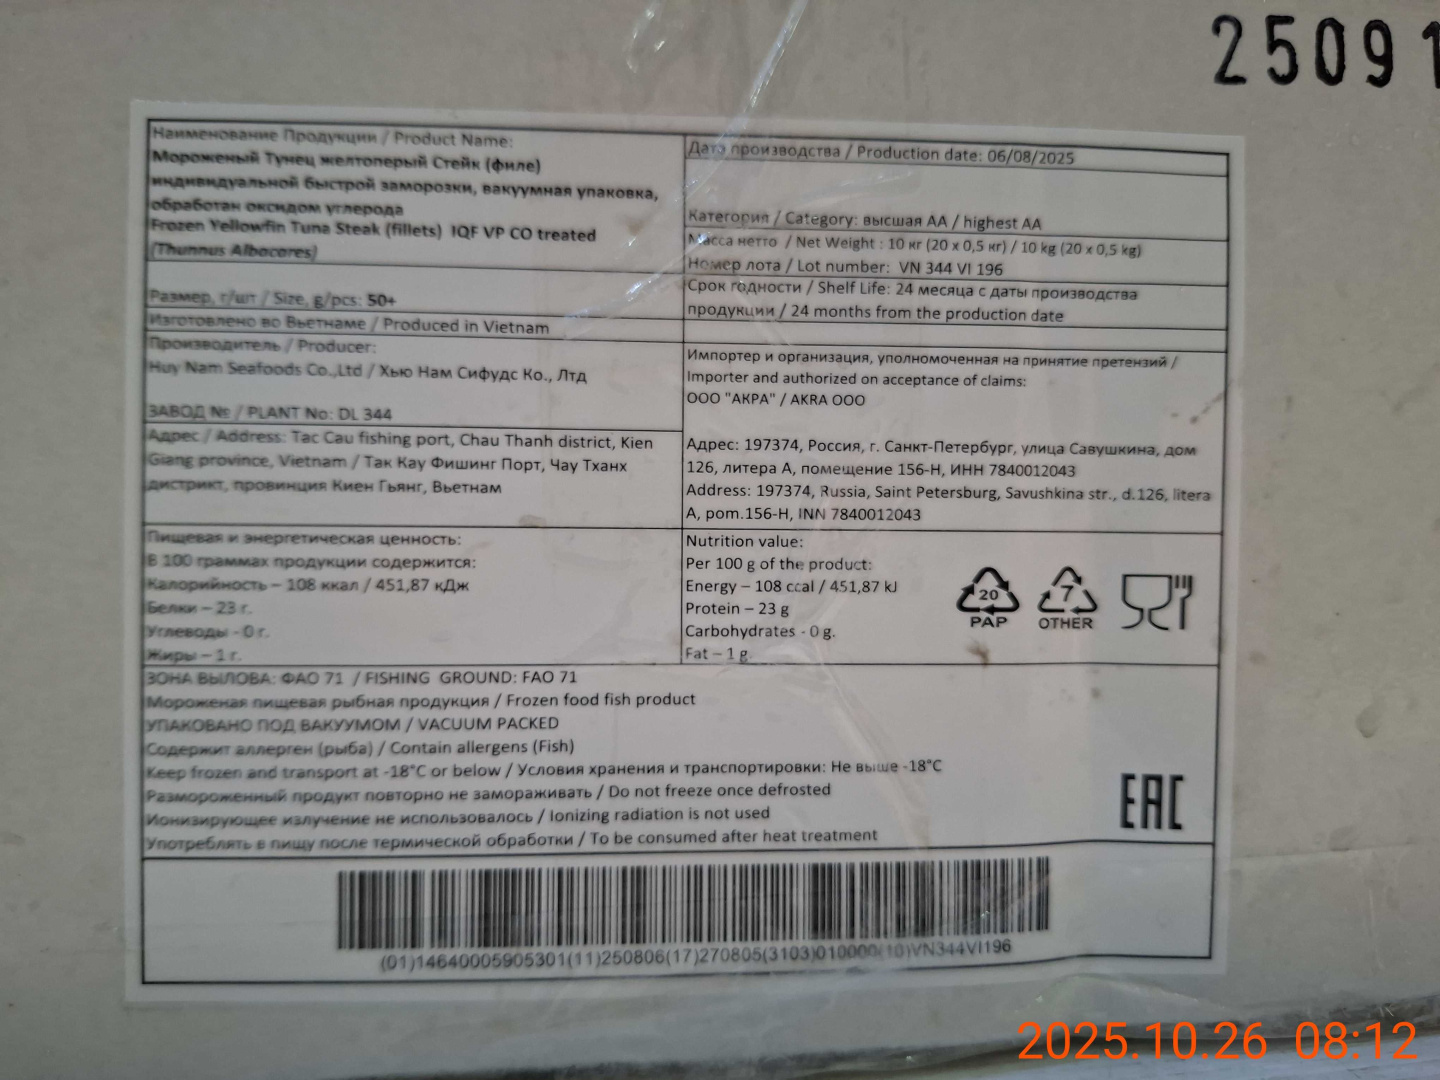 25091
Наименование Продукции / Product Name:
Мороженый Тунец желтоперый Стейк (филе)
индивидуальной быстрой заморозки, вакуумная упаковка,
обработан оксидом углерода
Frozen Yellowfin Tuna Steak (fillets) IQF VP CO treated
(Thunnus Albacores)
Размер, г/шт / Size, g/pcs: 50+
Изготовлено во Вьетнаме / Produced in Vietnam
Производитель / Producer:
Huy Nam Seafoods Co.,Ltd / Хью Нам Сифудс Ко., Лтд
ЗАВОД № / PLANT No: DL 344
Адрес / Address: Tac Cau fishing port, Chau Thanh district, Kien
Giang province, Vietnam / Так Кау Фишинг Порт, Чау Тханх
дистрикт, провинция Киен Гьянг, Вьетнам
Дата производства / Production date: 06/08/2025
Категория / Category: высшая АА / highest AA
Масса нетто / Net Weight : 10 кг (20 х 0,5 кг) / 10 kg (20 x 0,5 kg)
Номер лота / Lot number: VN 344 VI 196
Срок годности / Shelf Life: 24 месяца с даты производства
продукции / 24 months from the production date
Импортер и организация, уполномоченная на принятие претензий /
Importer and authorized on acceptance of claims:
ООО "АКРА" / AKRA OOO
Адрес: 197374, Россия, г. Санкт-Петербург, улица Савушкина, дом
126, литера А, помещение 156-Н, ИНН 7840012043
Address: 197374, Russia, Saint Petersburg, Savushkina str., d.126, litera
A, pom.156-H, INN 7840012043
Пищевая и энергетическая ценность:
В 100 граммах продукции содержится:
Калорийность – 108 ккал / 451,87 кДж
Белки – 23 г.
Углеводы - 0 г.
Жиры – 1 г.
Nutrition value:
Per 100 g of the product:
Energy – 108 ccal / 451,87 kJ
Protein – 23 g
Carbohydrates - 0 g.
Fat – 1 g.
20
PAP
7
OTHER
ЗОНА ВЫЛОВА: ФАО 71 / FISHING GROUND: FAO 71
Мороженая пищевая рыбная продукция / Frozen food fish product
УПАКОВАНО ПОД ВАКУУМОМ / VACUUM PACKED
Содержит аллерген (рыба) / Contain allergens (Fish)
Keep frozen and transport at -18°C or below / Условия хранения и транспортировки: Не выше -18°C
Размороженный продукт повторно не замораживать / Do not freeze once defrosted
Ионизирующее излучение не использовалось / Ionizing radiation is not used
Употреблять в пищу после термической обработки / To be consumed after heat treatment
EAC
(01)14640005905301(11)250806(17)270805(3103)010000(10)VN344VI196
2025.10.26 08:12